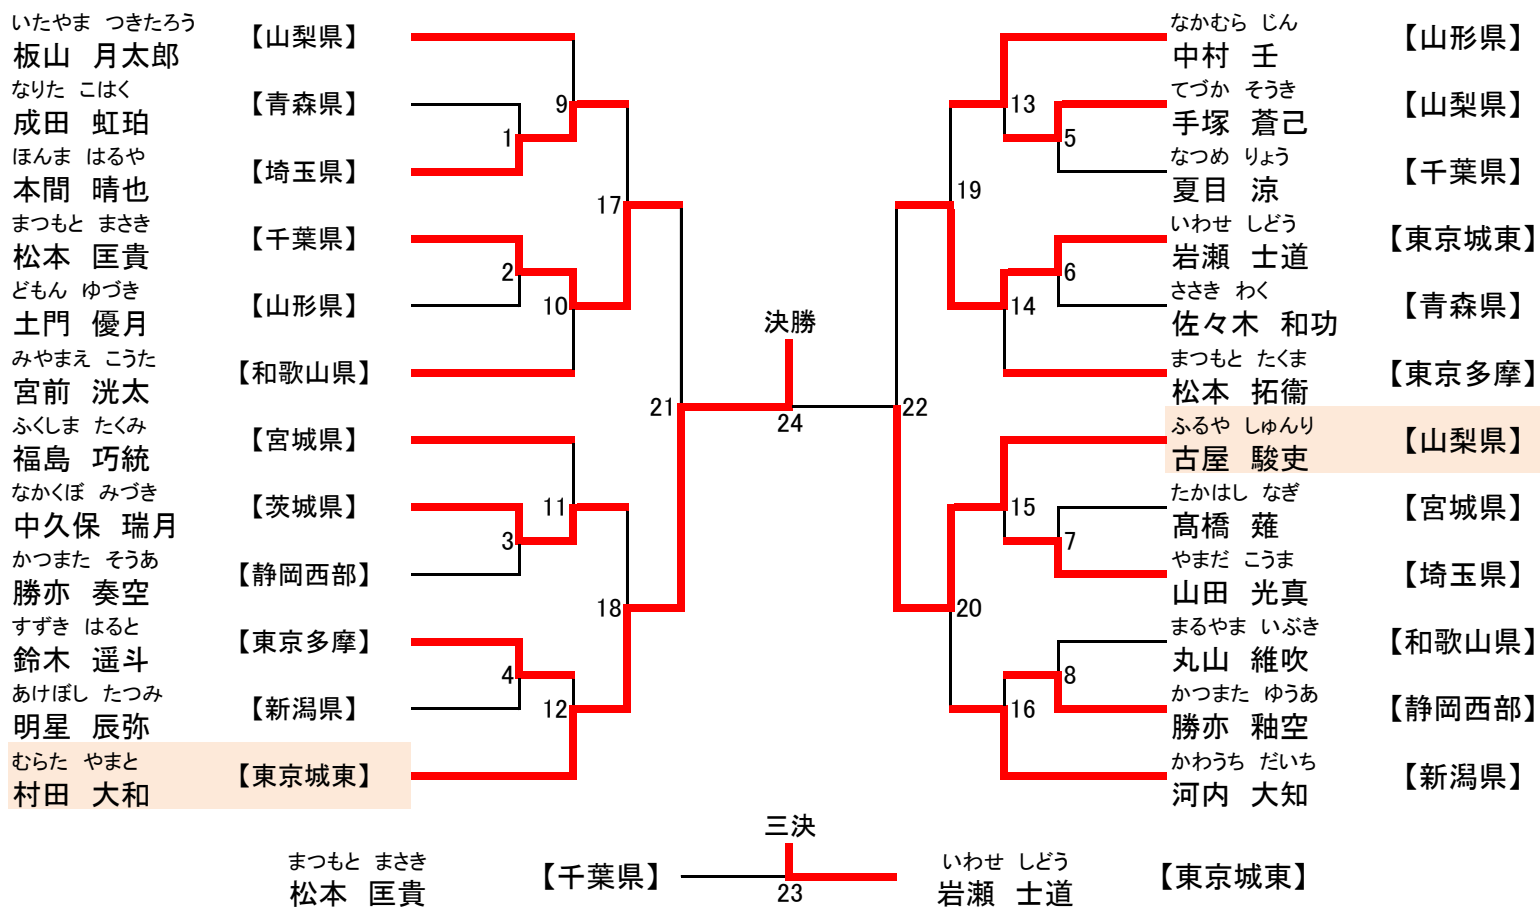 いたやま つきたろう
板山 月太郎 【山梨県】
なりた こはく
成田 虹珀 【青森県】
ほんま はるや
本間 晴也 【埼玉県】
まつもと まさき
松本 匡貴 【千葉県】
どもん ゆづき
土門 優月 【山形県】
みやまえ こうた
宮前 洸太 【和歌山県】
ふくしま たくみ
福島 巧統 【宮城県】
なかくぼ みづき
中久保 瑞月 【茨城県】
かつまた そうあ
勝亦 奏空 【静岡西部】
すずき はると
鈴木 遥斗 【東京多摩】
あけぼし たつみ
明星 辰弥 【新潟県】
むらた やまと
村田 大和 【東京城東】
1
2
3
4
9
10
11
12
17
18
21
決勝
24
22
19
20
13
14
15
16
5
6
7
8
なかむら じん
中村 壬 【山形県】
てづか そうき
手塚 蒼己 【山梨県】
なつめ りょう
夏目 涼 【千葉県】
いわせ しどう
岩瀬 士道 【東京城東】
ささき わく
佐々木 和功 【青森県】
まつもと たくま
松本 拓衞 【東京多摩】
ふるや しゅんり
古屋 駿吏 【山梨県】
たかはし なぎ
髙橋 薙 【宮城県】
やまだ こうま
山田 光真 【埼玉県】
まるやま いぶき
丸山 維吹 【和歌山県】
かつまた ゆうあ
勝亦 釉空 【静岡西部】
かわうち だいち
河内 大知 【新潟県】
三決
まつもと まさき
松本 匡貴 【千葉県】
23
いわせ しどう
岩瀬 士道 【東京城東】